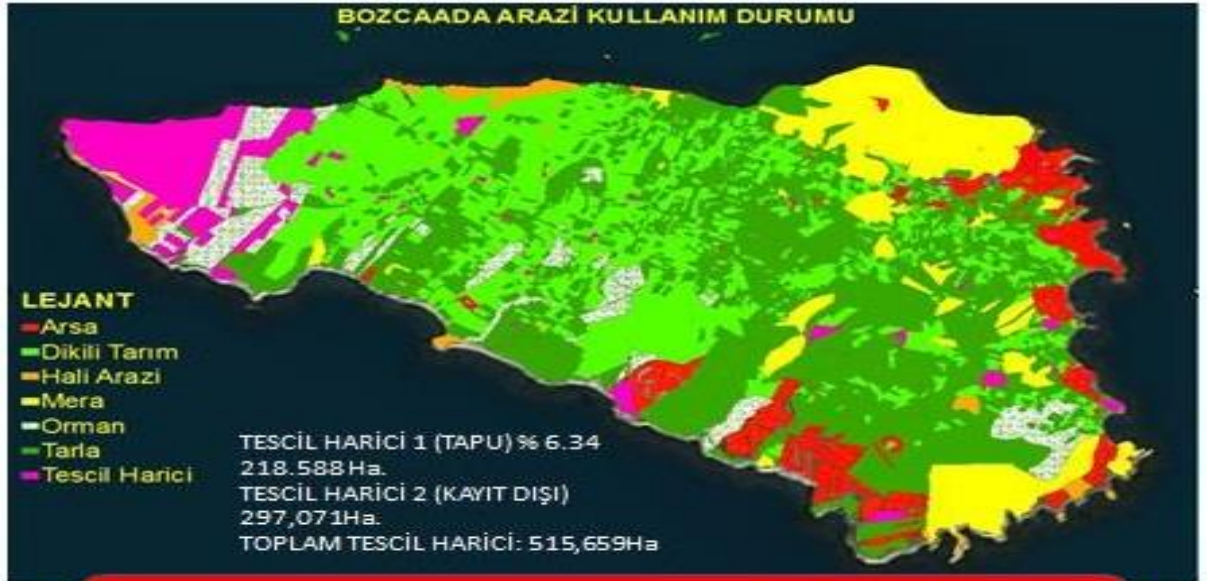 BOZCAADA ARAZİ KULLANIM DURUMU
LEJANT
Arsa
Dikili Tarım
Hali Arazi
Mera
Orman
Tarla
Tescil Harici
TESCİL HARİCİ 1 (TAPU) % 6.34
218.588 Ha.
TESCİL HARİCİ 2 (KAYIT DIŞI)
297,071Ha.
TOPLAM TESCİL HARİCİ: 515,659Ha